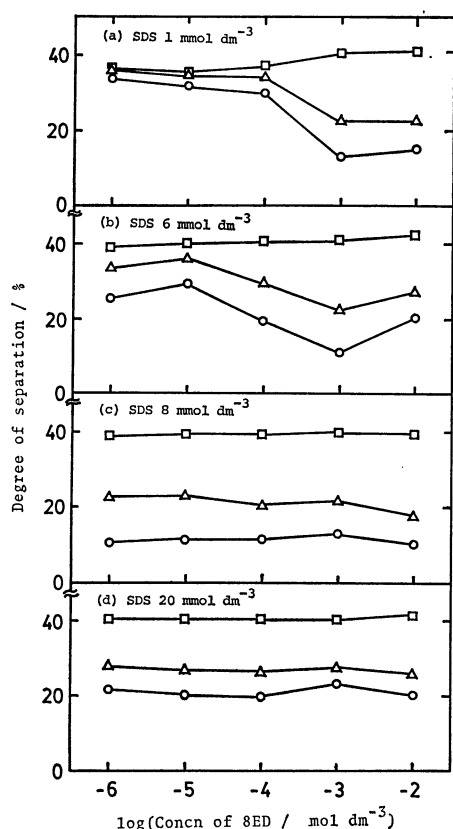 (a) SDS 1 mmol dm⁻³
40
20
0
(b) SDS 6 mmol dm⁻³
40
20
0
(c) SDS 8 mmol dm⁻³
40
20
0
(d) SDS 20 mmol dm⁻³
40
20
0
Degree of separation / %
-6 -5 -4 -3 -2
log(Concn of 8ED / mol dm⁻³)